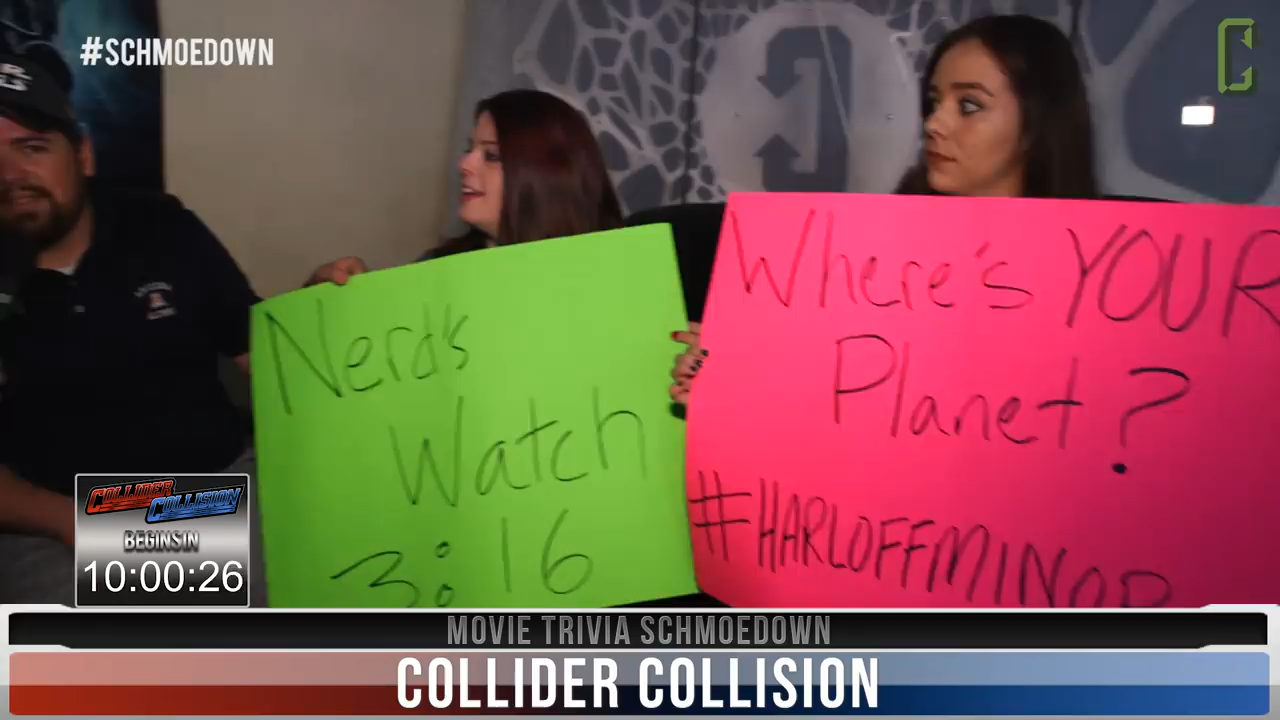 #SCHMOEDOWN
Nerd's
Watch
3:16
Where's YOUR
Planet?
#HARLOFFMINOR
COLLIDER
COLLISION
BEGINS IN
10:00:26
MOVIE TRIVIA SCHMOEDOWN
COLLIDER COLLISION